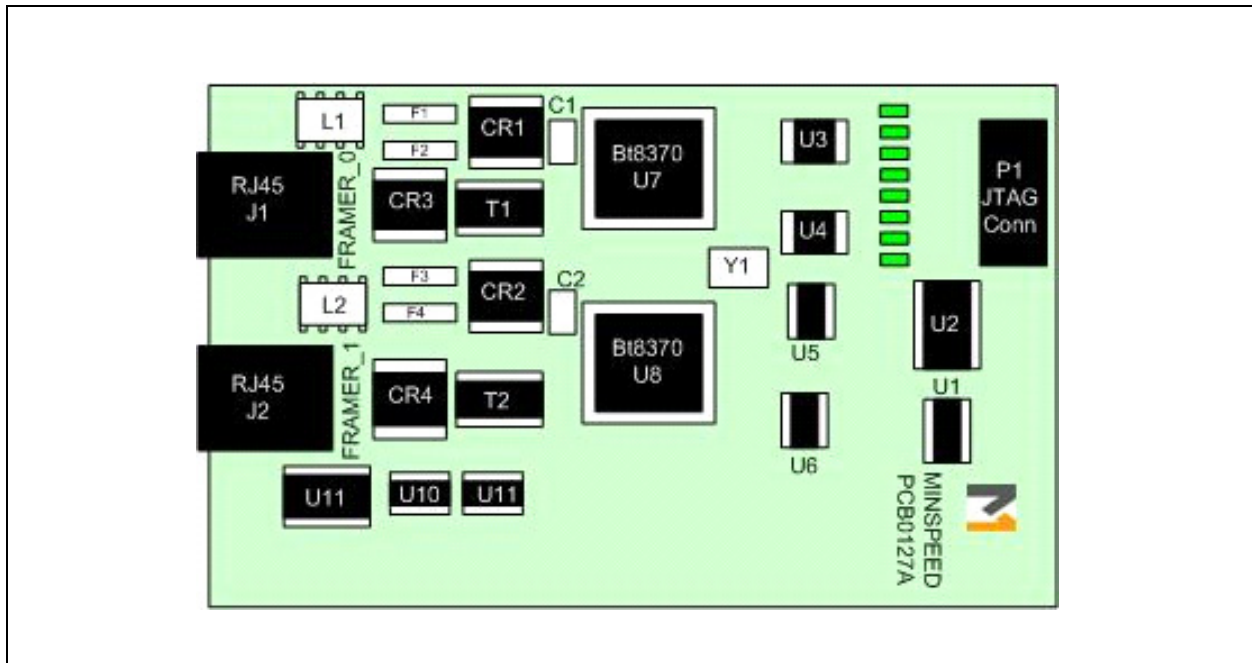 L1
F1
F2
CR1
C1
Bt8370
U7
U3
P1
JTAG
Conn
RJ45
J1
FRAMER_0
CR3
T1
U4
Y1
L2
F3
F4
CR2
C2
Bt8370
U8
U5
U2
U1
RJ45
J2
FRAMER_1
CR4
T2
U6
U11
U10
U11
MINSPEED
PCB0127A